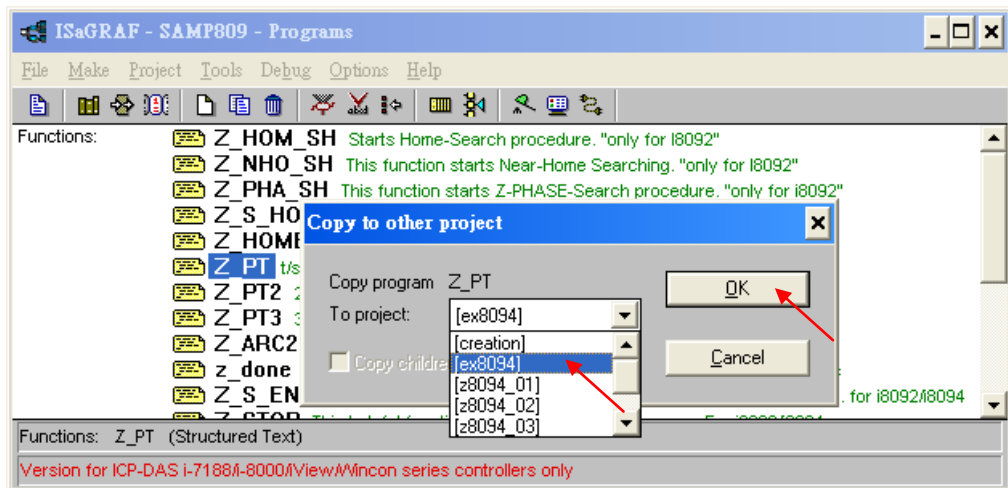 ISaGRAF - SAMP809 - Programs
File Make Project Tools Debug Options Help
Functions:
Z_HOM_SH Starts Home-Search procedure. "only for I8092"
Z_NHO_SH This function starts Near-Home Searching. "only for I8092"
Z_PHA_SH This function starts Z-PHASE-Search procedure. "only for i8092"
Z_S_HO
Z_HOME
Z_PT t/s
Z_PT2 2
Z_PT3 3
Z_ARC2
z_done
Z_S_EN . for i8092/i8094
Z_STOP
Copy to other project
Copy program Z_PT
To project: [ex8094]
[creation]
[ex8094]
[z8094_01]
[z8094_02]
[z8094_03]
Copy childre
OK
Cancel
Functions: Z_PT (Structured Text)
Version for ICP-DAS i-7188/i-8000/iView/Wincon series controllers only